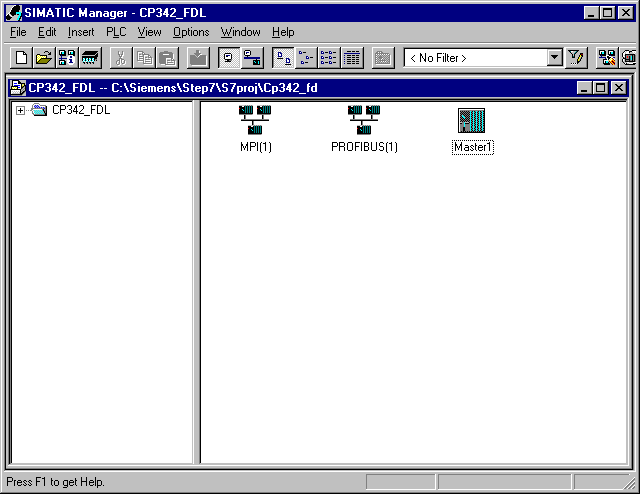 SIMATIC Manager - CP342_FDL
File Edit Insert PLC View Options Window Help
< No Filter>
CP342_FDL -- C:\Siemens\Step7\S7proj\Cp342_fd
CP342_FDL
MPI(1) PROFIBUS(1) Master1
Press F1 to get Help.